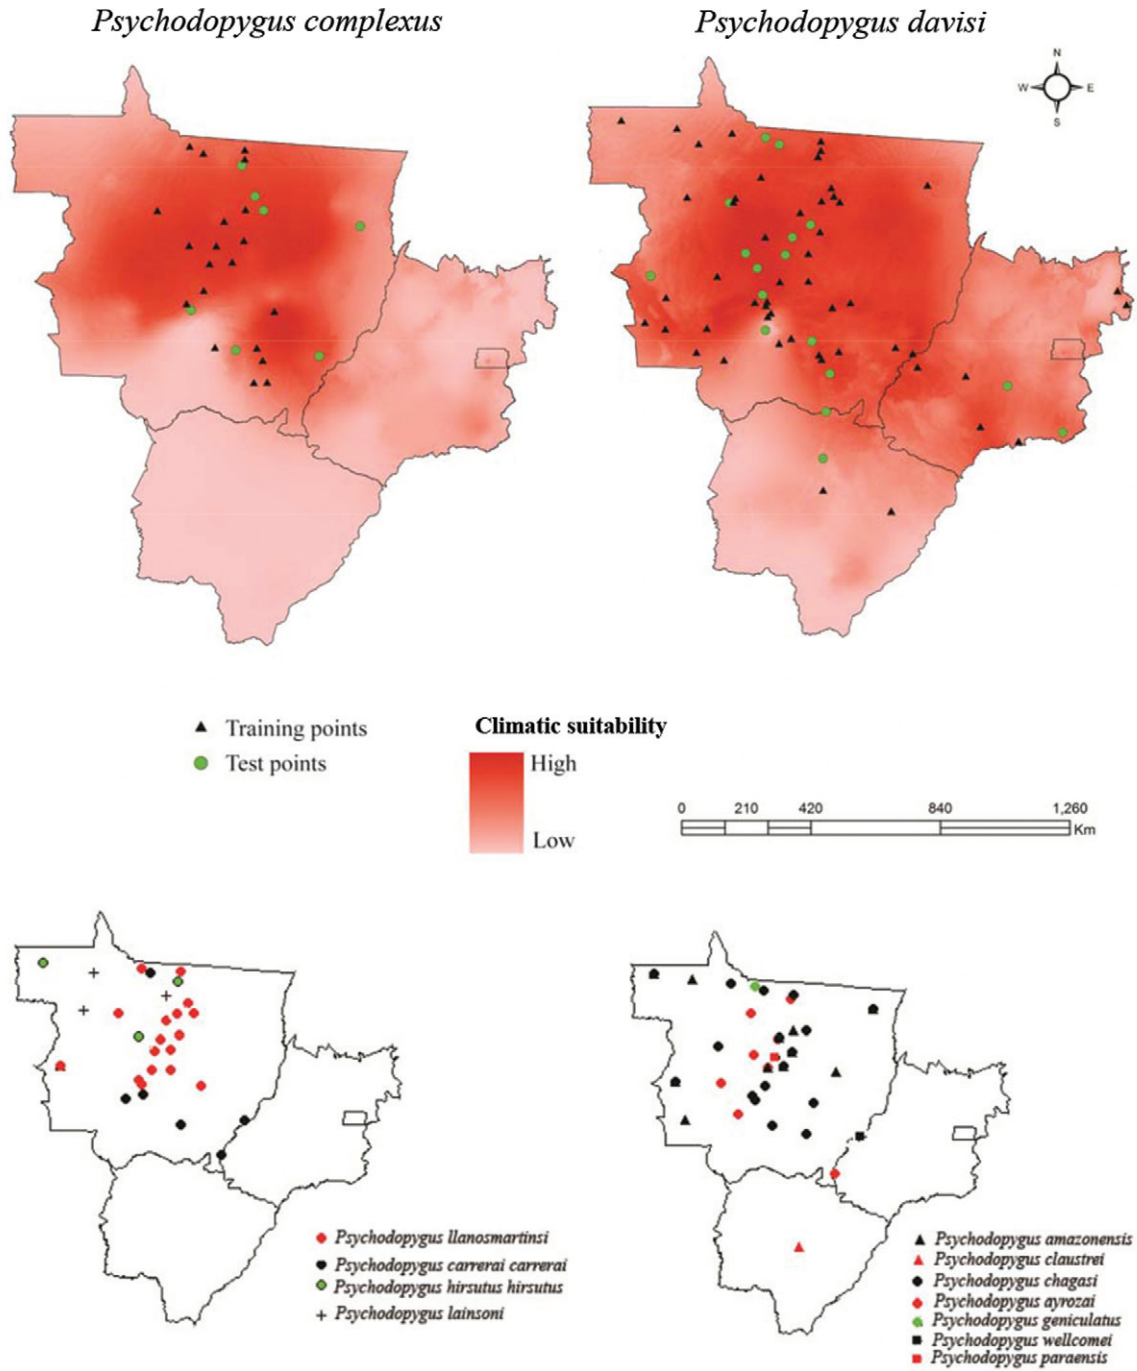 Psychodopygus complexus
Psychodopygus davisi
N
W E
S
Training points
Test points
Climatic suitability
High
Low
0 210 420 840 1,260
Km
Psychodopygus llanosmartinsi
Psychodopygus carrerai carrerai
Psychodopygus hirsutus hirsutus
Psychodopygus lainsoni
Psychodopygus amazonensis
Psychodopygus claustrei
Psychodopygus chagasi
Psychodopygus ayrozai
Psychodopygus geniculatus
Psychodopygus wellcomei
Psychodopygus paraensis